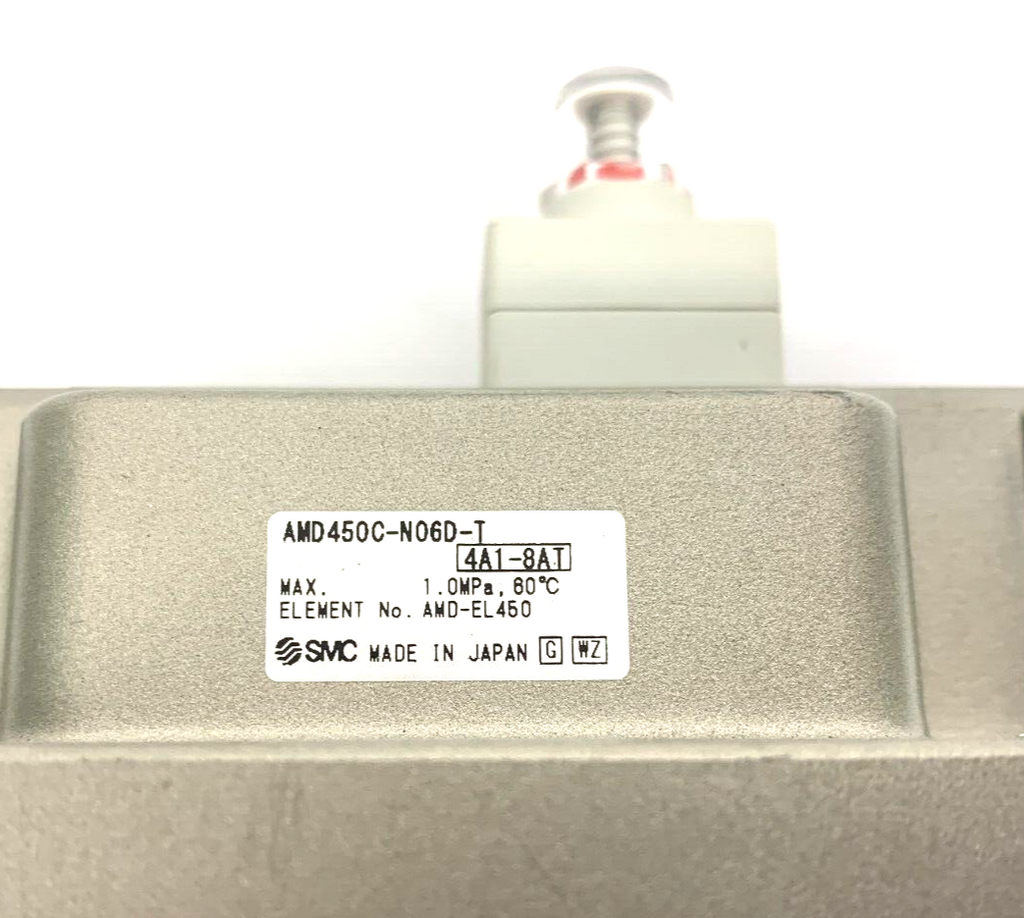 AMD450C-N06D-T
4A1-8AT
MAX. 1.0MPa, 60℃
ELEMENT No. AMD-EL450
SMC MADE IN JAPAN G WZ